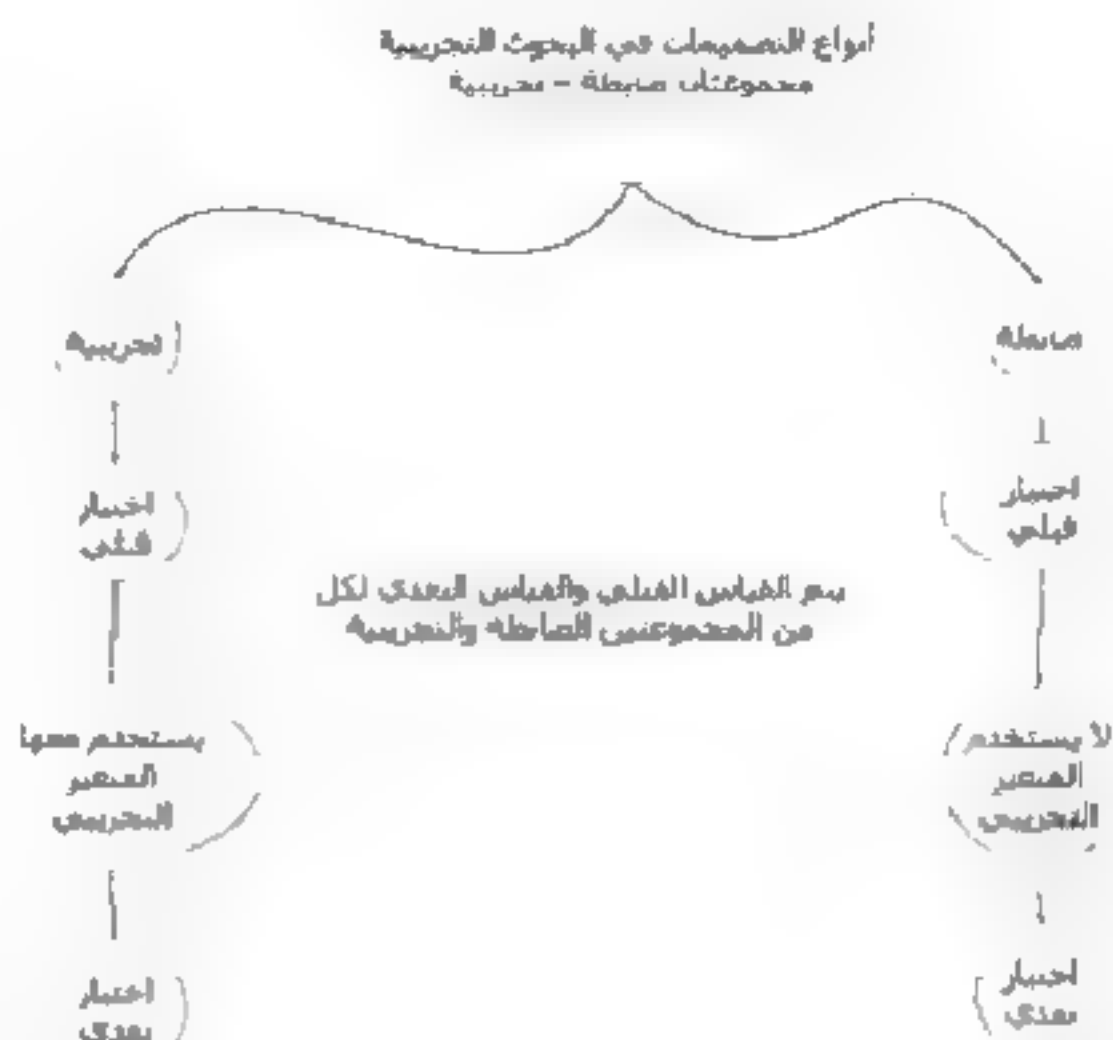 أنواع التصميمات في البحوث التجريبية
مجموعتان ضابطة – تجريبية
ضابطة
تجريبية
اختبار
قبلي
اختبار
قبلي
يتم القياس القبلي والقياس البعدي لكل
من المجموعتين الضابطة والتجريبية
لا يستخدم
المتغير
التجريبي
يستخدم معها
المتغير
التجريبي
اختبار
بعدي
اختبار
بعدي